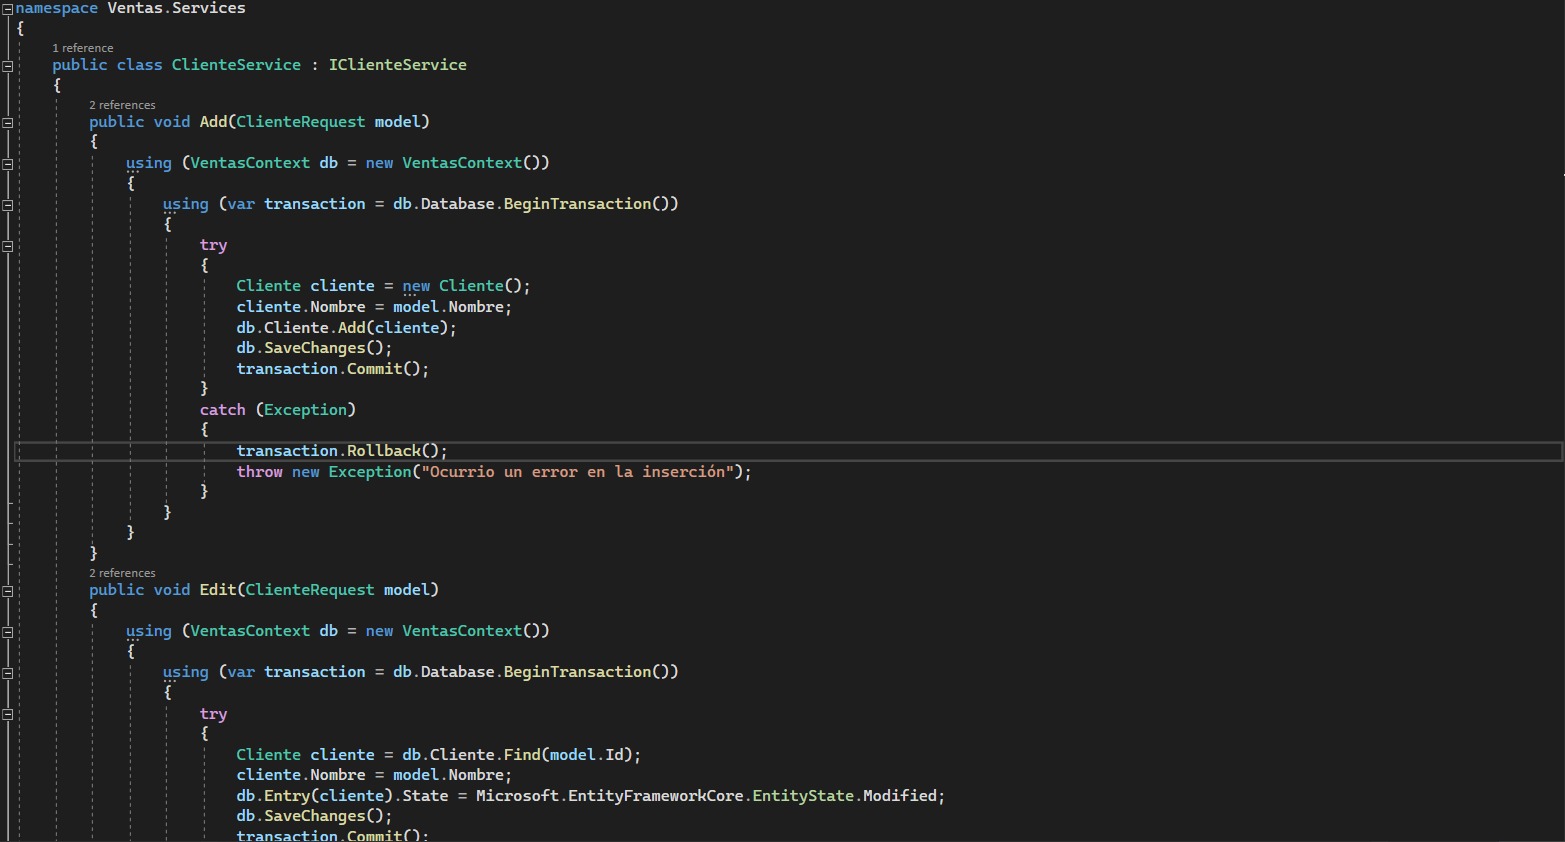 namespace Ventas.Services
{
1 reference
public class ClienteService : IClienteService
{
2 references
public void Add(ClienteRequest model)
{
using (VentasContext db = new VentasContext())
{
using (var transaction = db.Database.BeginTransaction())
{
try
{
Cliente cliente = new Cliente();
cliente.Nombre = model.Nombre;
db.Cliente.Add(cliente);
db.SaveChanges();
transaction.Commit();
}
catch (Exception)
{
transaction.Rollback();
throw new Exception("Ocurrio un error en la inserción");
}
}
}
}
2 references
public void Edit(ClienteRequest model)
{
using (VentasContext db = new VentasContext())
{
using (var transaction = db.Database.BeginTransaction())
{
try
{
Cliente cliente = db.Cliente.Find(model.Id);
cliente.Nombre = model.Nombre;
db.Entry(cliente).State = Microsoft.EntityFrameworkCore.EntityState.Modified;
db.SaveChanges();
transaction.Commit();